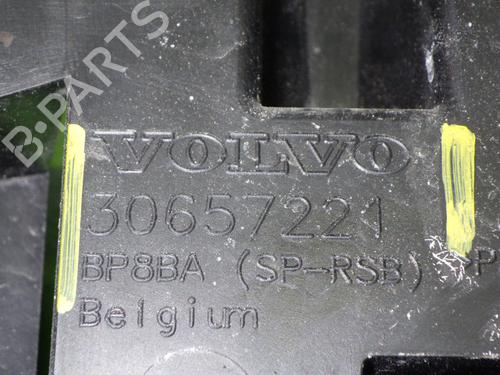 B-PARTS
VOLVO
30657221
BP8BA (SP-RSB) >P
Belgium